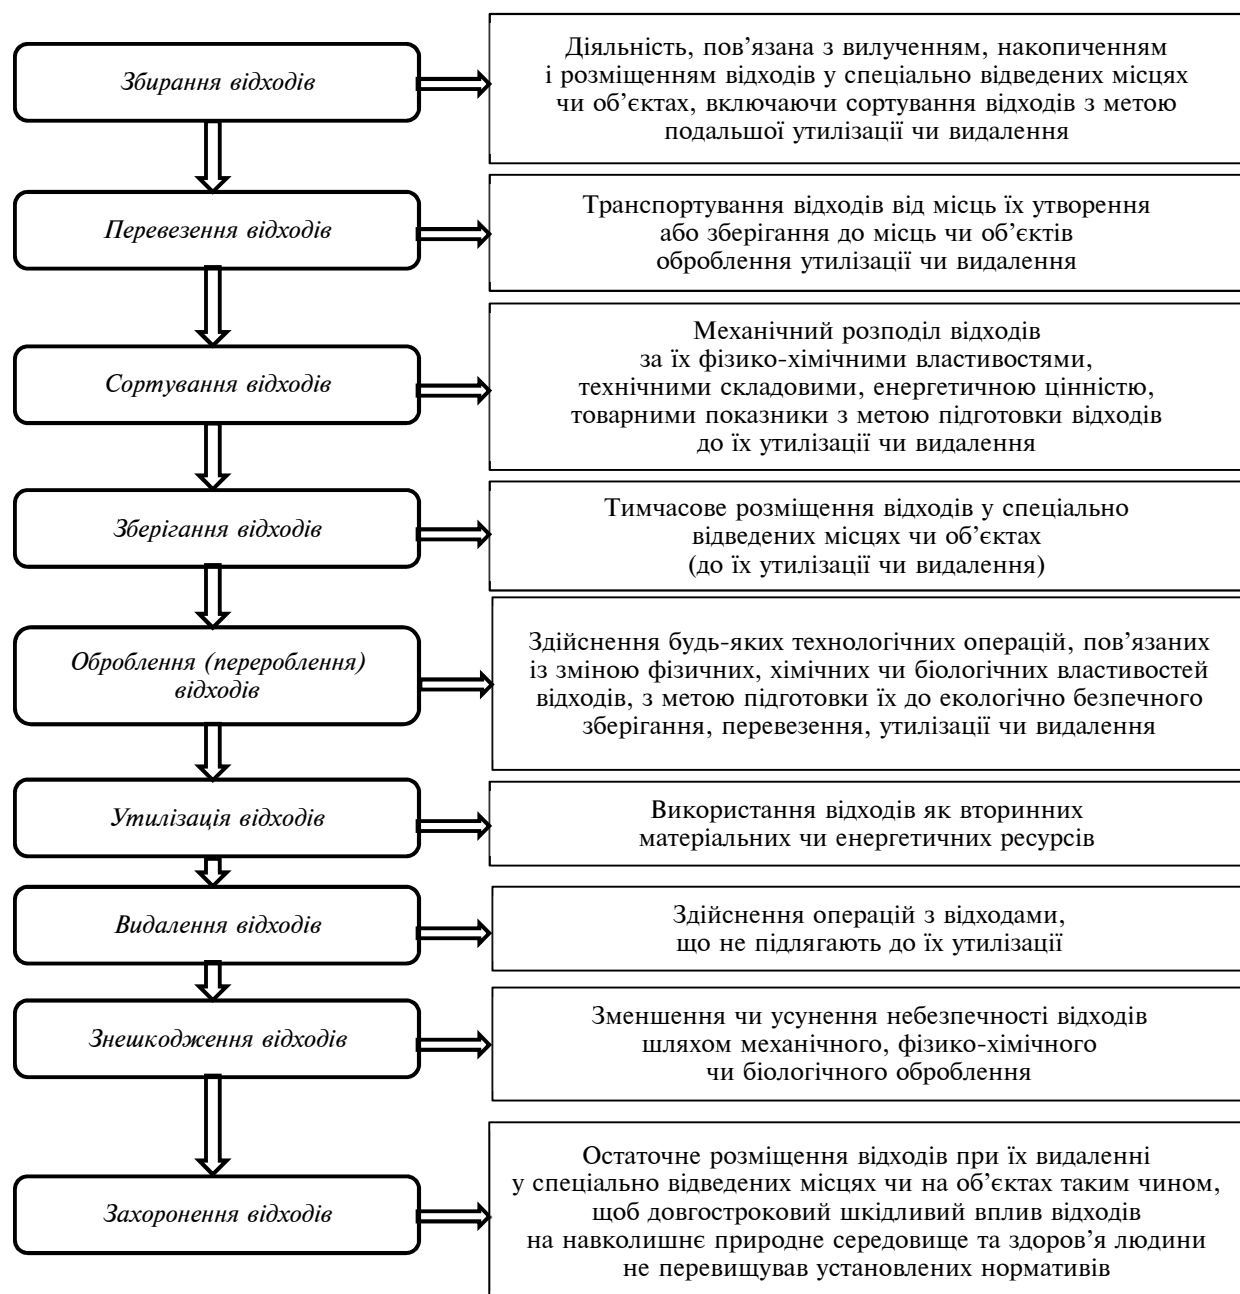 Збирання відходів
Діяльність, пов’язана з вилученням, накопиченням
і розміщенням відходів у спеціально відведених місцях
чи об’єктах, включаючи сортування відходів з метою
подальшої утилізації чи видалення
Перевезення відходів
Транспортування відходів від місць їх утворення
або зберігання до місць чи об’єктів
оброблення утилізації чи видалення
Сортування відходів
Механічний розподіл відходів
за їх фізико-хімічними властивостями,
технічними складовими, енергетичною цінністю,
товарними показники з метою підготовки відходів
до їх утилізації чи видалення
Зберігання відходів
Тимчасове розміщення відходів у спеціально
відведених місцях чи об’єктах
(до їх утилізації чи видалення)
Оброблення (перероблення)
відходів
Здійснення будь-яких технологічних операцій, пов’язаних
із зміною фізичних, хімічних чи біологічних властивостей
відходів, з метою підготовки їх до екологічно безпечного
зберігання, перевезення, утилізації чи видалення
Утилізація відходів
Використання відходів як вторинних
матеріальних чи енергетичних ресурсів
Видалення відходів
Здійснення операцій з відходами,
що не підлягають до їх утилізації
Знешкодження відходів
Зменшення чи усунення небезпечності відходів
шляхом механічного, фізико-хімічного
чи біологічного оброблення
Захоронення відходів
Остаточне розміщення відходів при їх видаленні
у спеціально відведених місцях чи на об’єктах таким чином,
щоб довгостроковий шкідливий вплив відходів
на навколишнє природне середовище та здоров’я людини
не перевищував установлених нормативів